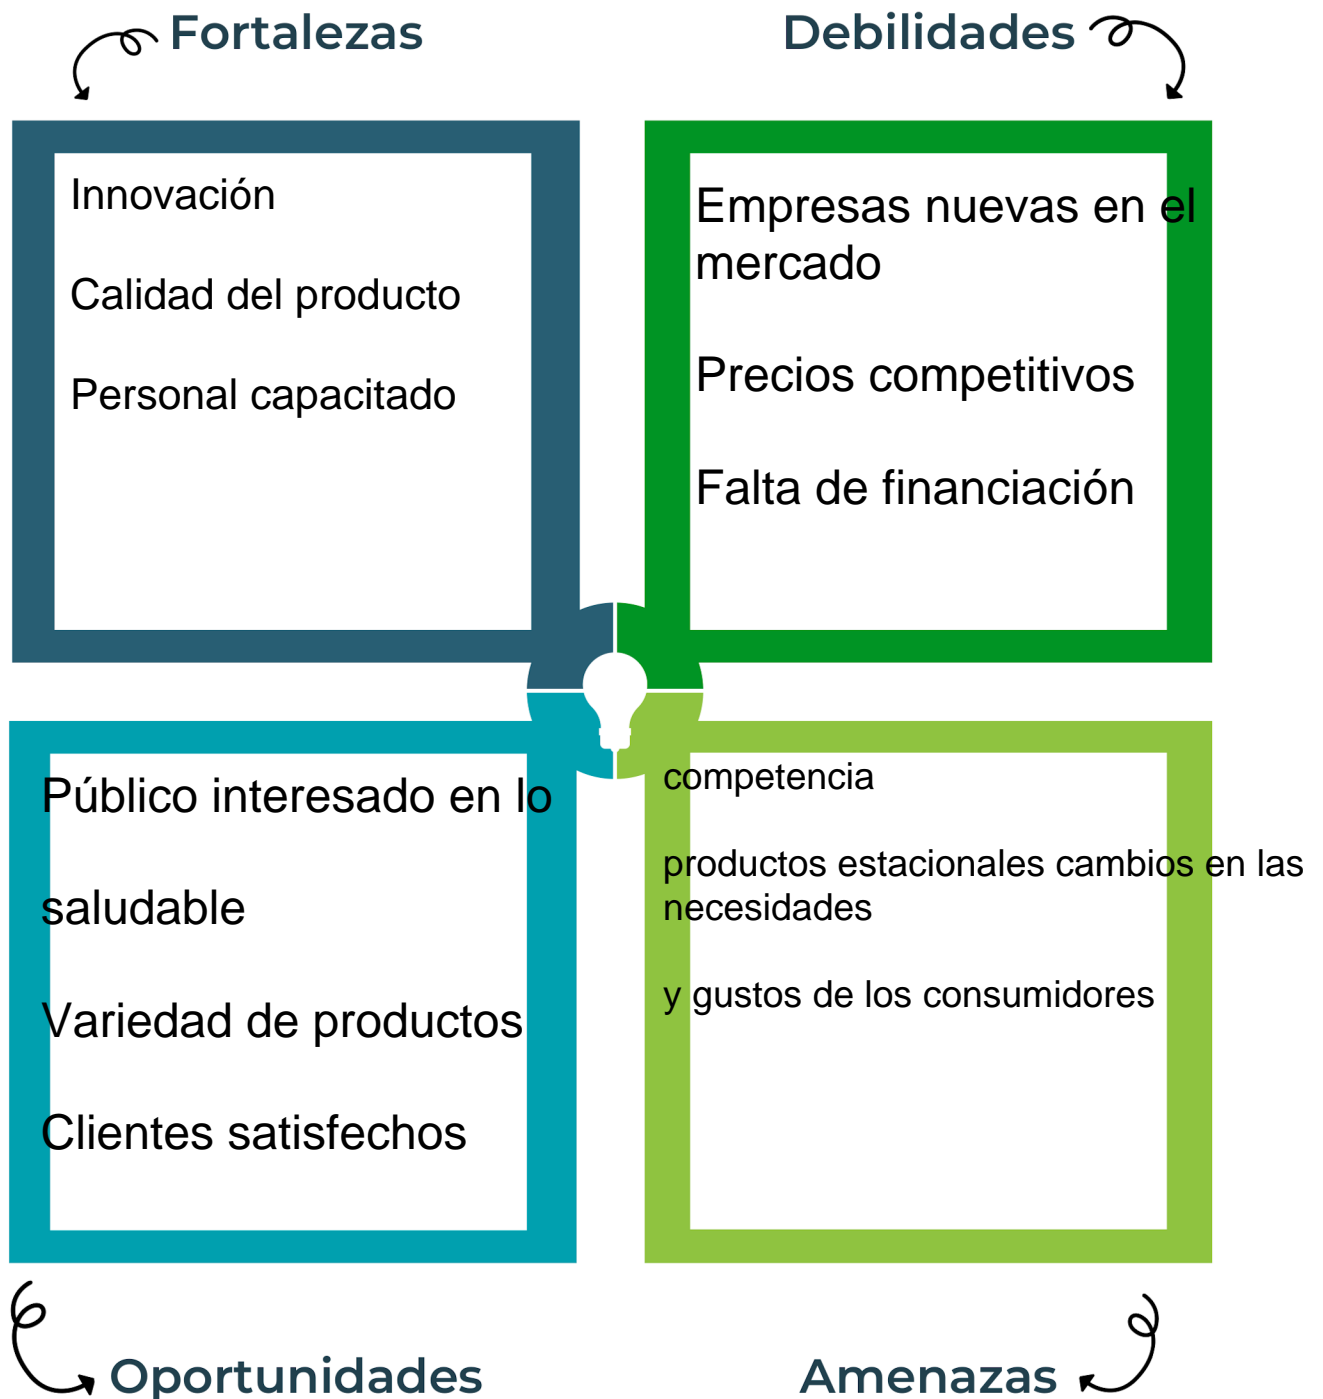 Fortalezas
Innovación
Calidad del producto
Personal capacitado
Debilidades
Empresas nuevas en el
mercado
Precios competitivos
Falta de financiación
Público interesado en lo
saludable
Variedad de productos
Clientes satisfechos
Oportunidades
competencia
productos estacionales cambios en las
necesidades
y gustos de los consumidores
Amenazas